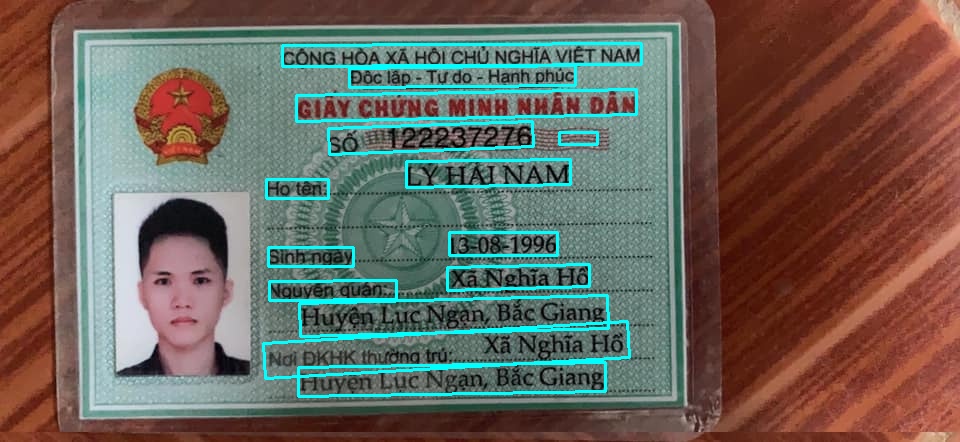 CỘNG HÒA XÃ HỘI CHỦ NGHĨA VIỆT NAM
Độc lập - Tự do - Hạnh phúc
GIẤY CHỨNG MINH NHÂN DÂN
SỐ 122237276
Họ tên: LÝ HẢI NAM
Sinh ngày 13-08-1996
Nguyên quán: Xã Nghĩa Hồ
Huyện Lục Ngạn, Bắc Giang
Nơi ĐKHK thường trú: Xã Nghĩa Hồ
Huyện Lục Ngạn, Bắc Giang